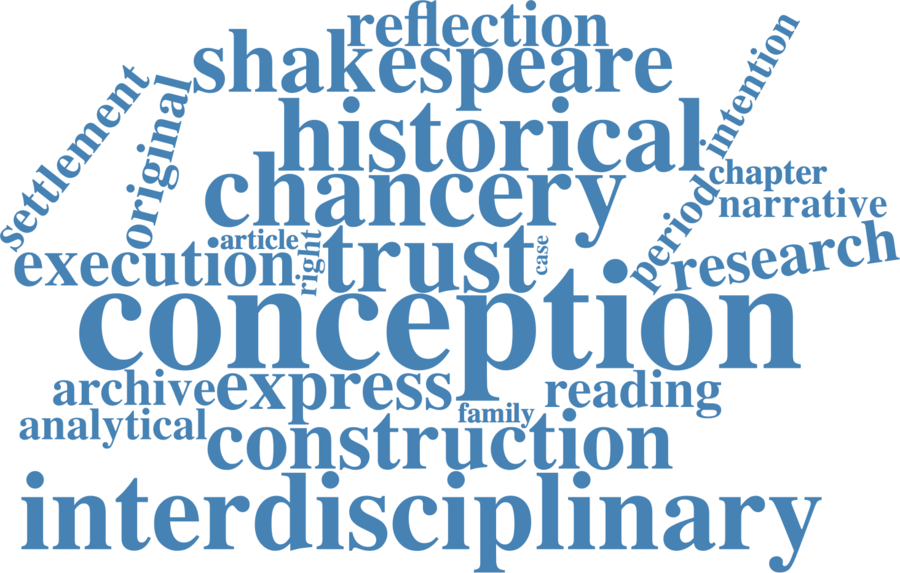 reflection
shakespeare
intention
settlement
original
historical
chapter
chancery
period
narrative
article
right
trust
case
research
execution
conception
archive
express
reading
analytical
family
construction
interdisciplinary